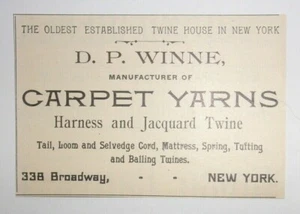 THE OLDEST ESTABLISHED TWINE HOUSE IN NEW YORK
D. P. WINNE,
MANUFACTURER OF
CARPET YARNS
Harness and Jacquard Twine
Tail, Loom and Selvedge Cord, Mattress, Spring, Tufting
and Balling Twines.
338 Broadway, - - NEW YORK.